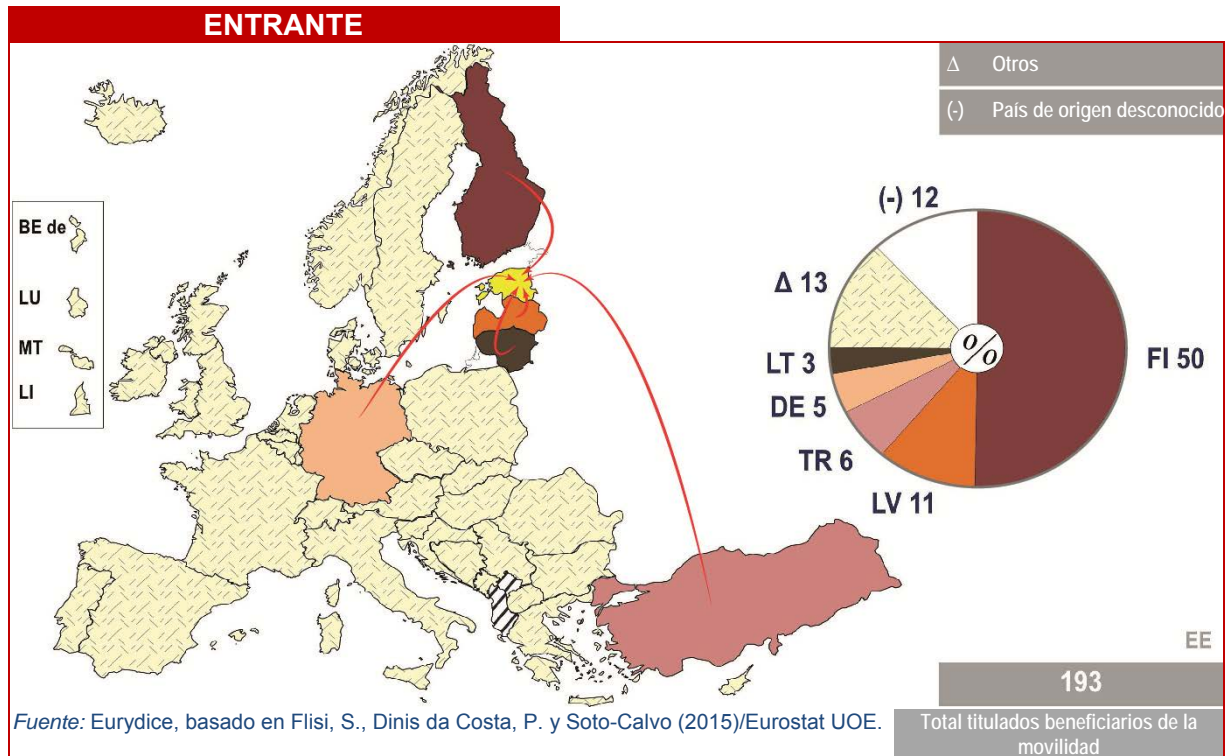 ENTRANTE
Δ Otros
(-) País de origen desconocido
BE de
LU
MT
LI
(-) 12
Δ 13
LT 3
DE 5
TR 6
LV 11
FI 50
%
EE
193
Total titulados beneficiarios de la
movilidad
Fuente: Eurydice, basado en Flisi, S., Dinis da Costa, P. y Soto-Calvo (2015)/Eurostat UOE.